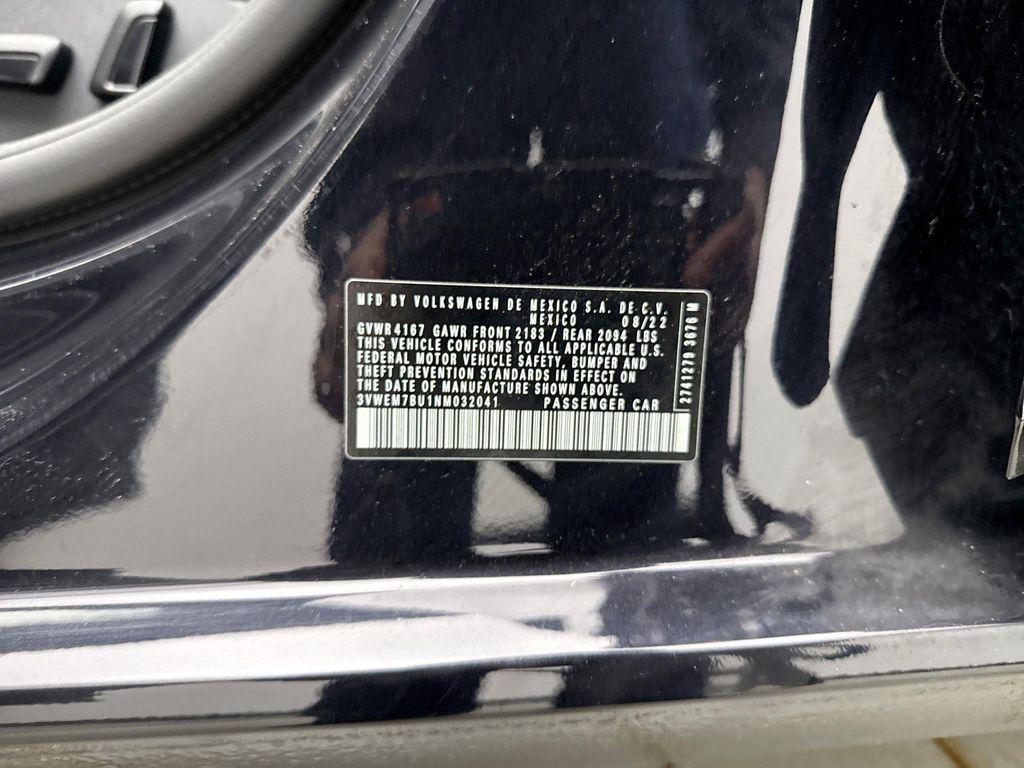 MFD BY VOLKSWAGEN DE MEXICO S.A. DE C.V.
MEXICO 08/22
GVWR 4167 GAWR FRONT 2183 / REAR 2094 LBS
THIS VEHICLE CONFORMS TO ALL APPLICABLE U.S.
FEDERAL MOTOR VEHICLE SAFETY, BUMPER AND
THEFT PREVENTION STANDARDS IN EFFECT ON
THE DATE OF MANUFACTURE SHOWN ABOVE.
3VWEM7BU1NM032041 PASSENGER CAR
2741279 3676 M